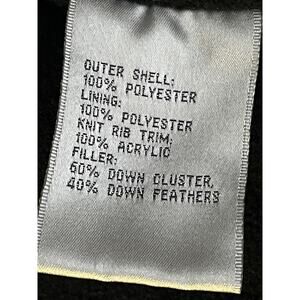 OUTER SHELL:
100% POLYESTER
LINING:
100% POLYESTER
KNIT RIB TRIM:
100% ACRYLIC
FILLER:
60% DOWN CLUSTER,
40% DOWN FEATHERS